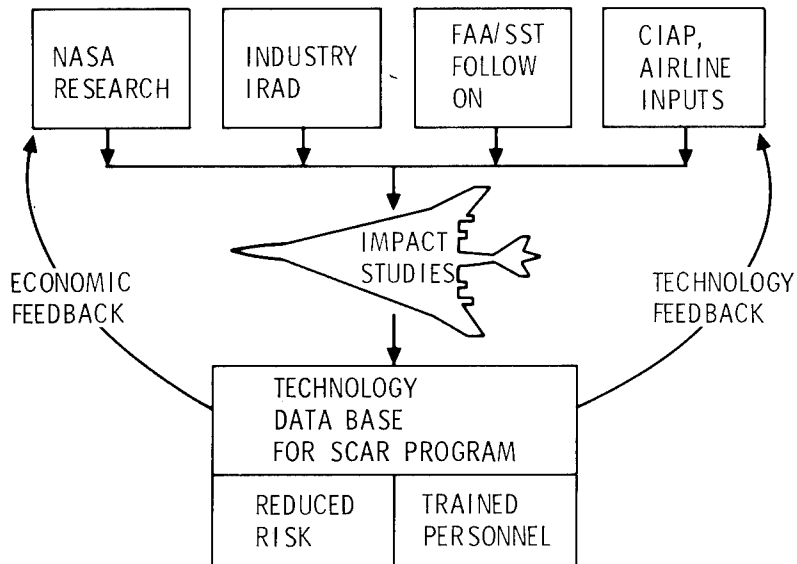 NASA
RESEARCH
INDUSTRY
IRAD
FAA/SST
FOLLOW
ON
CIAP,
AIRLINE
INPUTS
IMPACT
STUDIES
ECONOMIC
FEEDBACK
TECHNOLOGY
FEEDBACK
TECHNOLOGY
DATA BASE
FOR SCAR PROGRAM
REDUCED
RISK
TRAINED
PERSONNEL